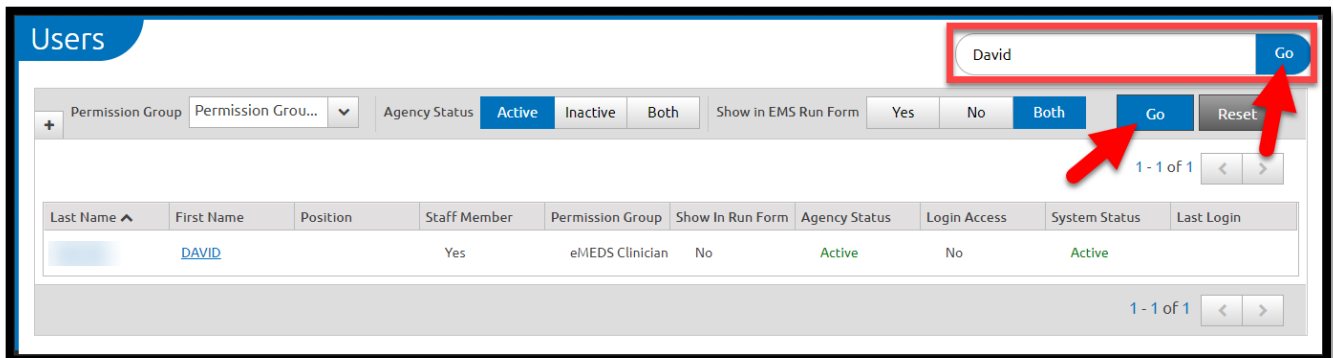 Users
David Go
Permission Group Permission Grou... Agency Status Active Inactive Both Show in EMS Run Form Yes No Both Go Reset
+
1 - 1 of 1 < >
Last Name First Name Position Staff Member Permission Group Show In Run Form Agency Status Login Access System Status Last Login
DAVID Yes eMEDS Clinician No Active No Active
1 - 1 of 1 < >